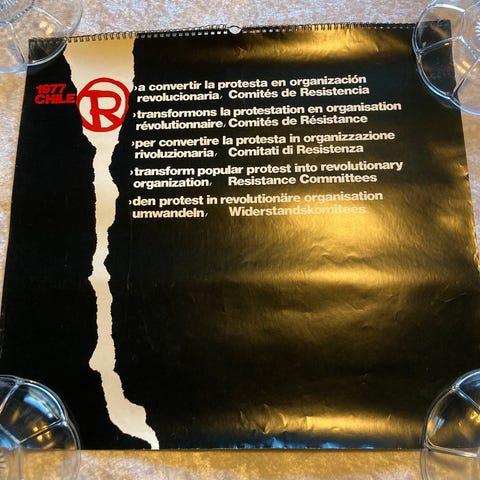 1977
CHILE
R
›a convertir la protesta en organización
revolucionaria, Comités de Resistencia
›transformons la protestation en organisation
révolutionnaire, Comités de Résistance
›per convertire la protesta in organizzazione
rivoluzionaria, Comitati di Resistenza
›transform popular protest into revolutionary
organization, Resistance Committees
›den protest in revolutionäre organisation
umwandeln, Widerstandskomitees